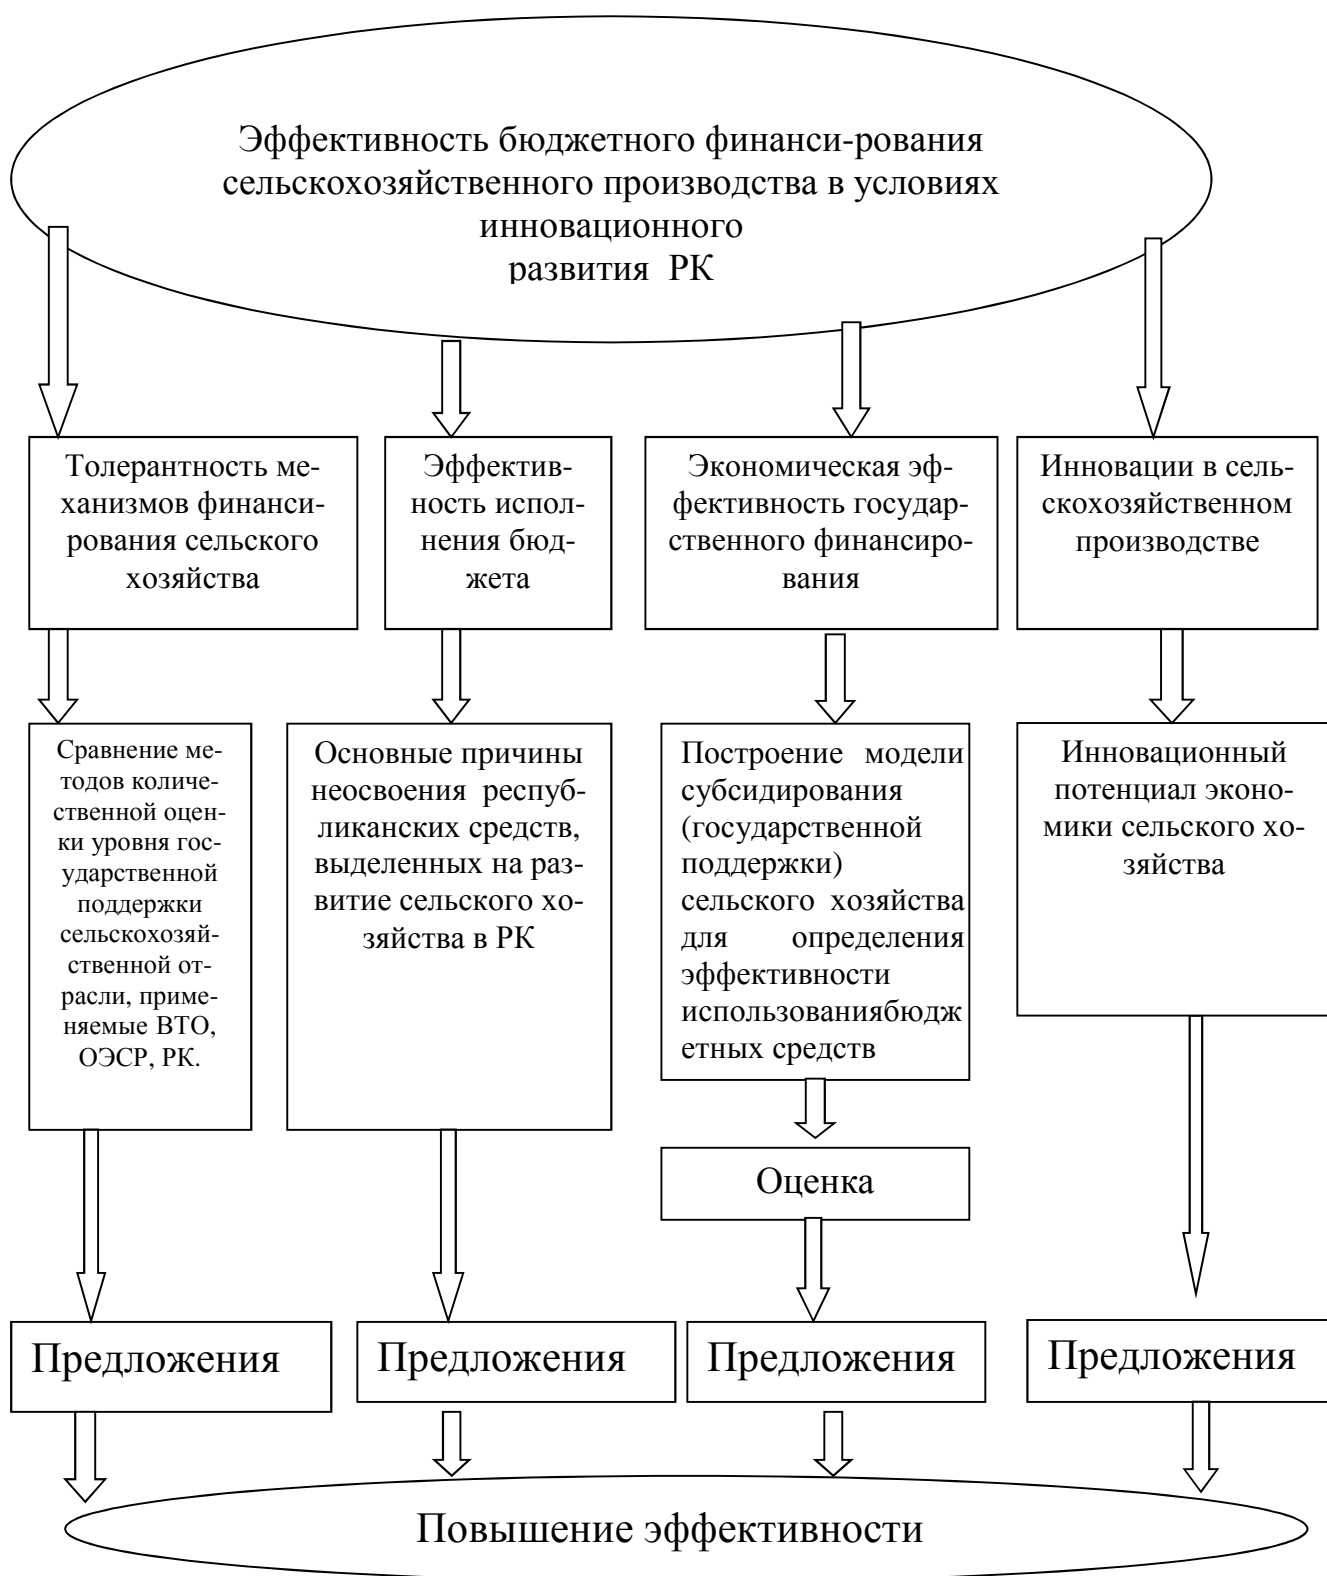 Эффективность бюджетного финанси-рования
сельскохозяйственного производства в условиях
инновационного
развития РК
Толерантность ме-
ханизмов финанси-
рования сельского
хозяйства
Эффектив-
ность испол-
нения бюд-
жета
Экономическая эф-
фективность государ-
ственного финансиро-
вания
Инновации в сель-
скохозяйственном
производстве
Сравнение ме-
тодов количе-
ственной оцен-
ки уровня гос-
ударственной
поддержки
сельскохозяй-
ственной от-
расли, приме-
няемые ВТО,
ОЭСР, РК.
Основные причины
неосвоения респуб-
ликанских средств,
выделенных на раз-
витие сельского хо-
зяйства в РК
Построение модели
субсидирования
(государственной
поддержки)
сельского хозяйства
для определения
эффективности
использованиябюдж
етных средств
Инновационный
потенциал эконо-
мики сельского хо-
зяйства
Оценка
Предложения
Предложения
Предложения
Предложения
Повышение эффективности